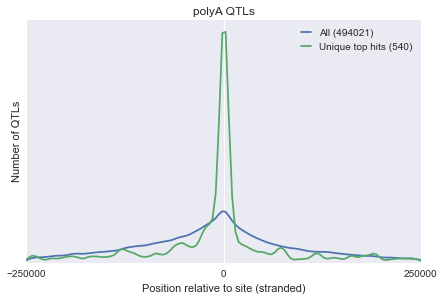 polyA QTLs
All (494021)
Unique top hits (540)
Number of QTLs
−250000 0 250000
Position relative to site (stranded)